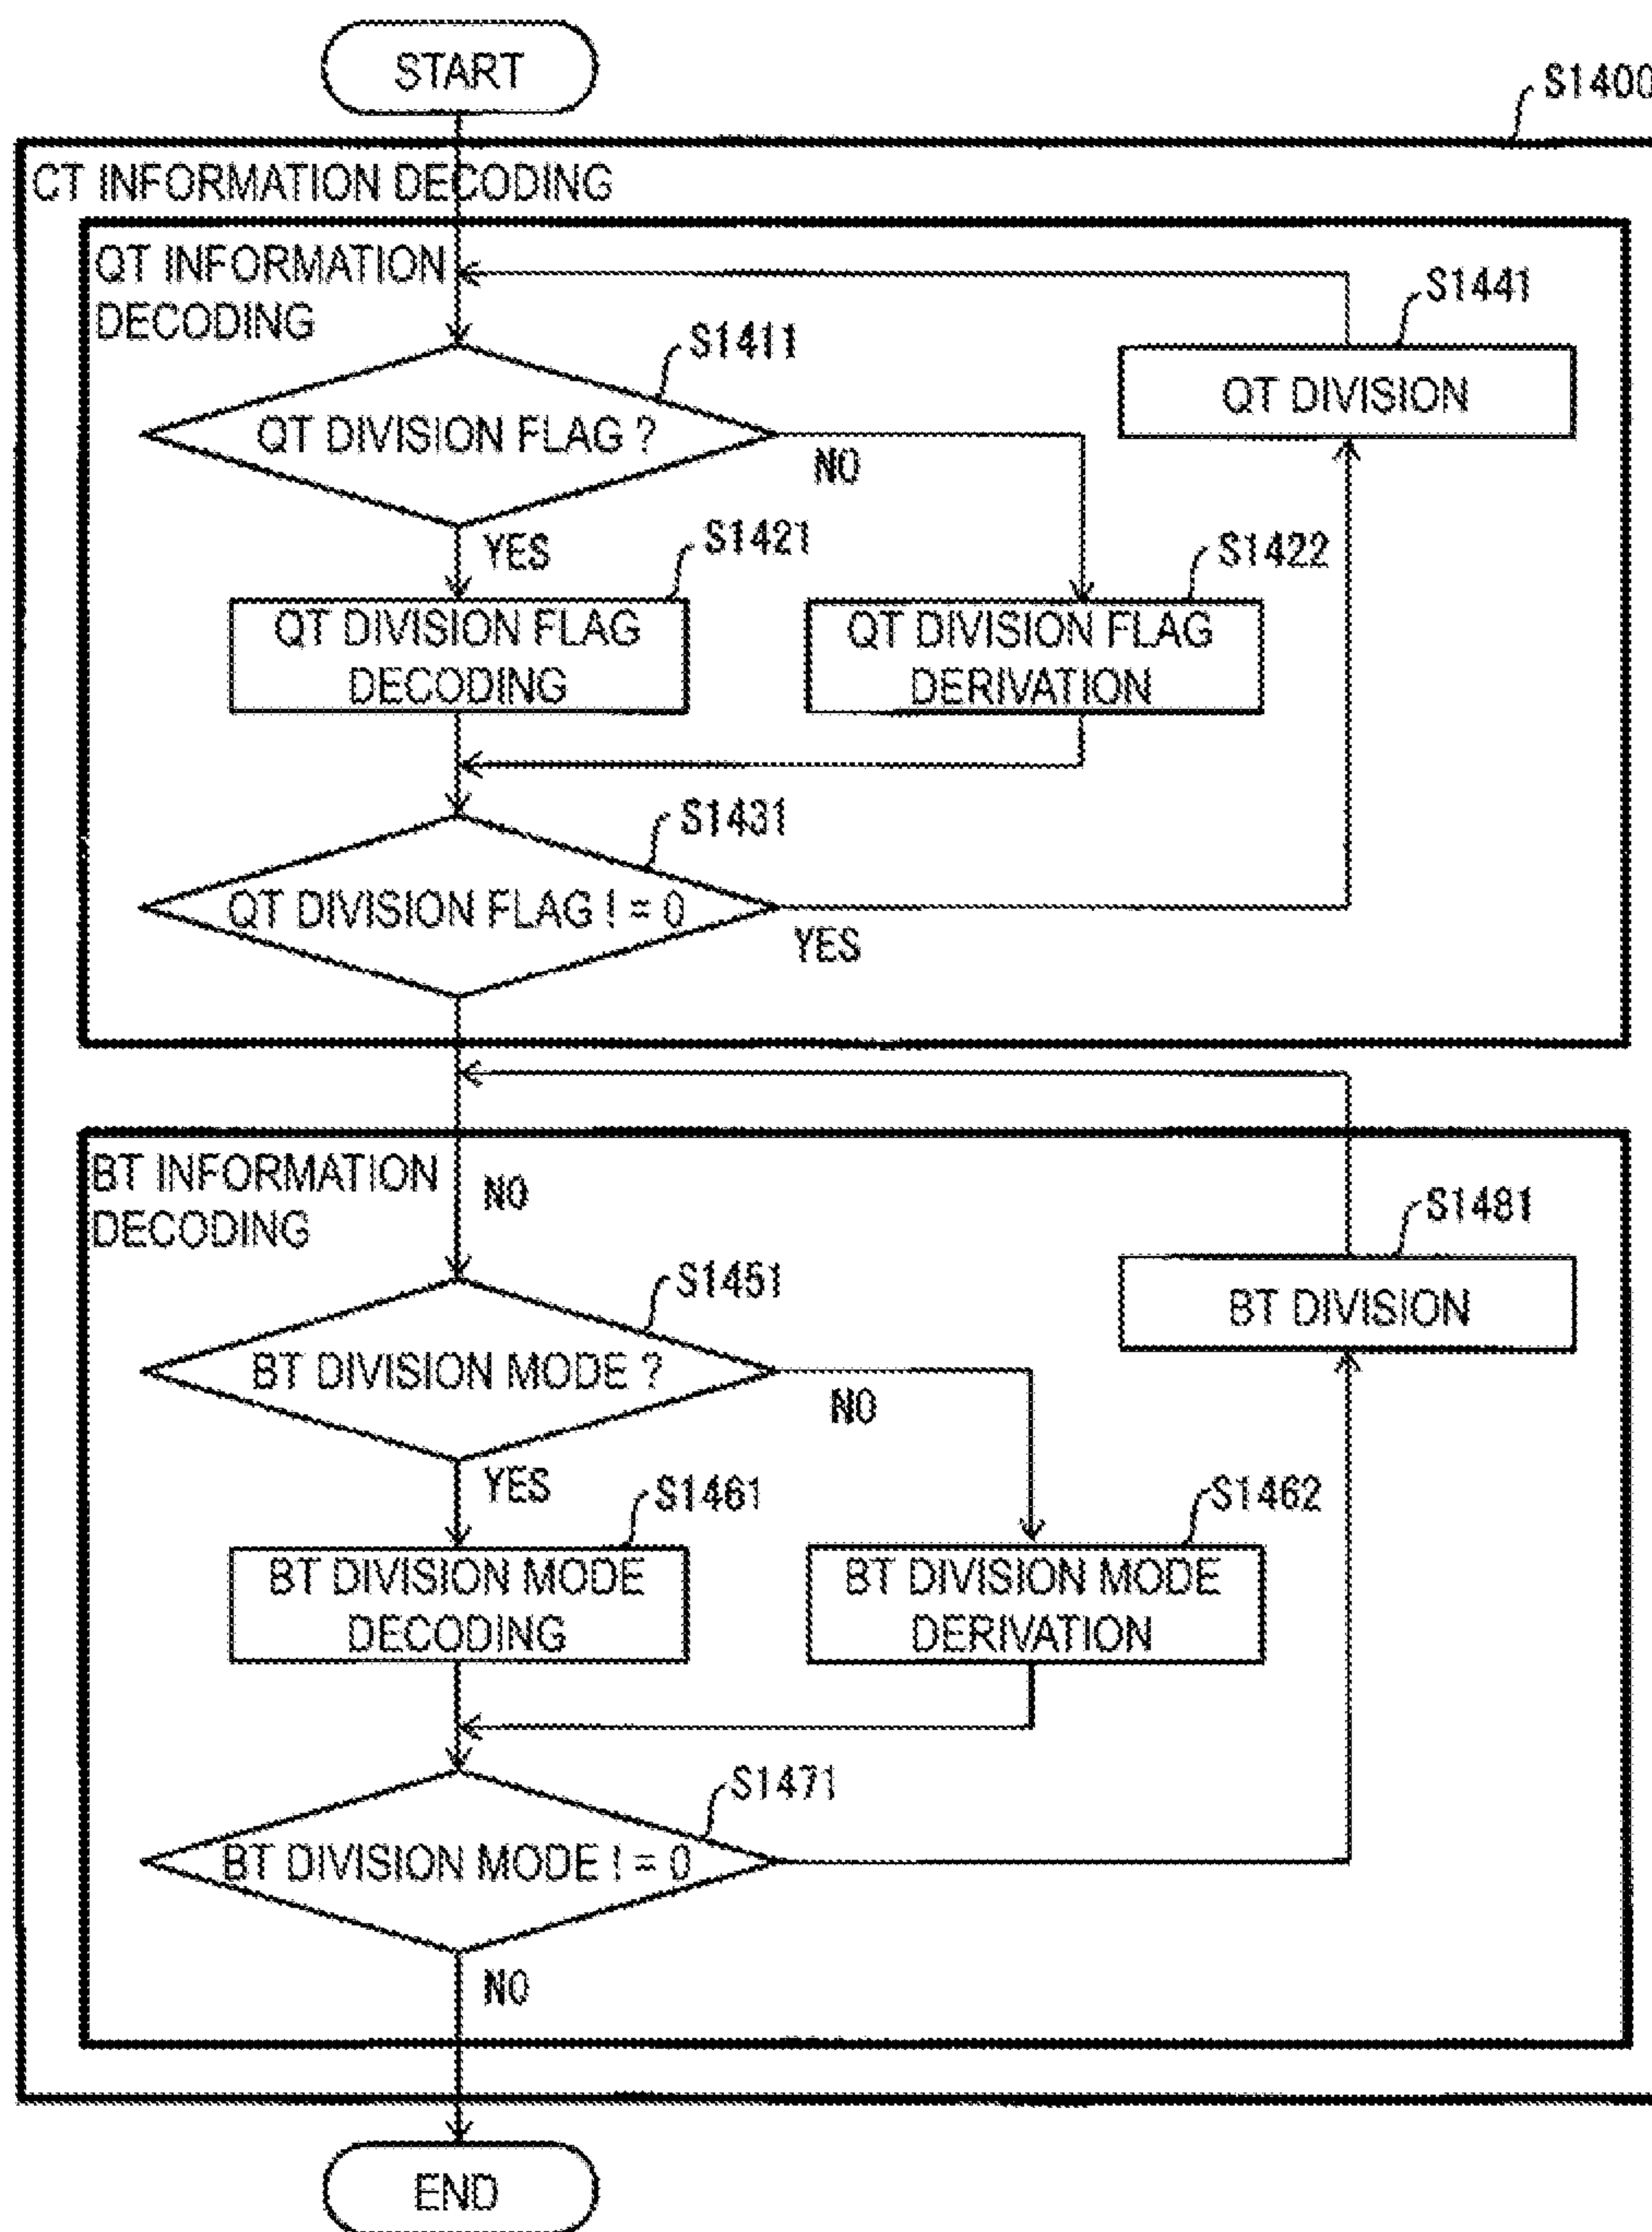 START
S1400
CT INFORMATION DECODING
QT INFORMATION
DECODING
S1441
QT DIVISION
S1411
QT DIVISION FLAG ?
NO
YES
S1421
S1422
QT DIVISION FLAG
DECODING
QT DIVISION FLAG
DERIVATION
S1431
QT DIVISION FLAG ! = 0
YES
BT INFORMATION
DECODING
NO
S1481
BT DIVISION
S1451
BT DIVISION MODE ?
NO
YES
S1461
S1462
BT DIVISION MODE
DECODING
BT DIVISION MODE
DERIVATION
S1471
BT DIVISION MODE ! = 0
NO
END